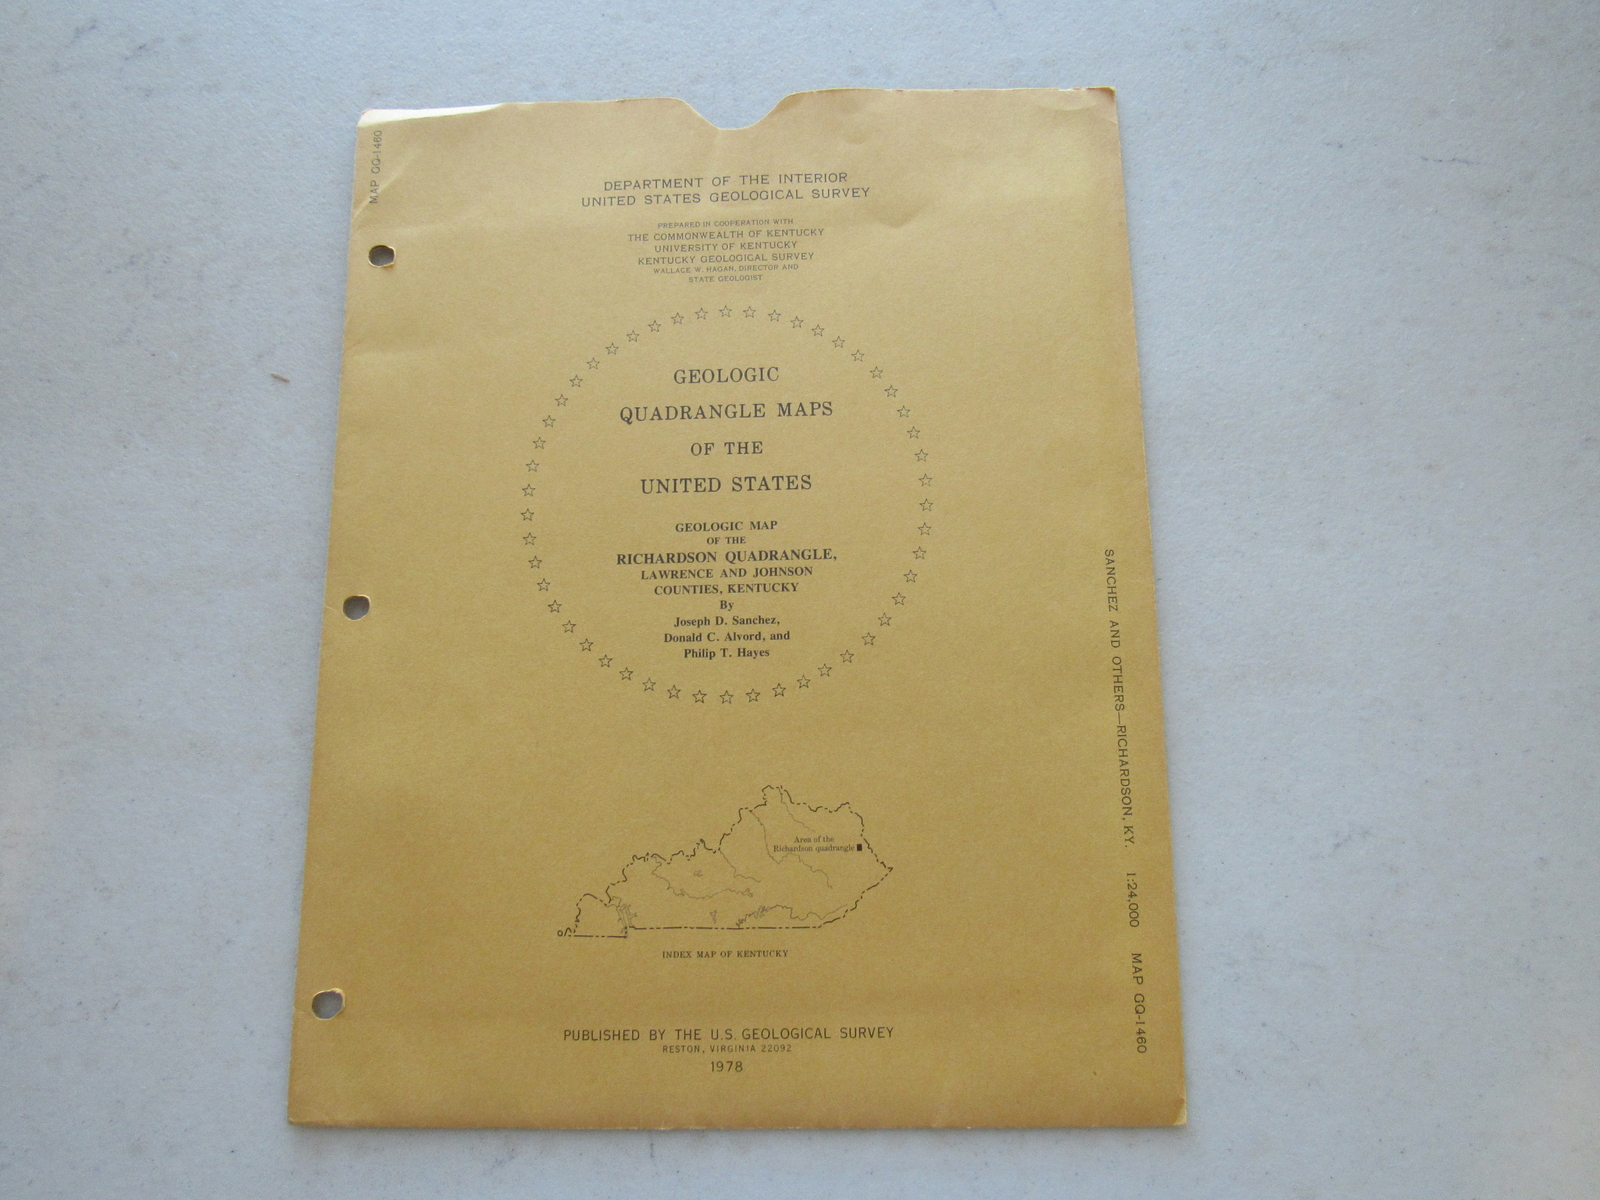 MAP GQ-1460
DEPARTMENT OF THE INTERIOR
UNITED STATES GEOLOGICAL SURVEY
PREPARED IN COOPERATION WITH
THE COMMONWEALTH OF KENTUCKY
UNIVERSITY OF KENTUCKY
KENTUCKY GEOLOGICAL SURVEY
WALLACE W. HAGAN, DIRECTOR AND
STATE GEOLOGIST
GEOLOGIC
QUADRANGLE MAPS
OF THE
UNITED STATES
GEOLOGIC MAP
OF THE
RICHARDSON QUADRANGLE,
LAWRENCE AND JOHNSON
COUNTIES, KENTUCKY
By
Joseph D. Sanchez,
Donald C. Alvord, and
Philip T. Hayes
Area of the
Richardson quadrangle
INDEX MAP OF KENTUCKY
PUBLISHED BY THE U.S. GEOLOGICAL SURVEY
RESTON, VIRGINIA 22092
1978
SANCHEZ AND OTHERS—RICHARDSON, KY. 1:24,000 MAP GQ-1460